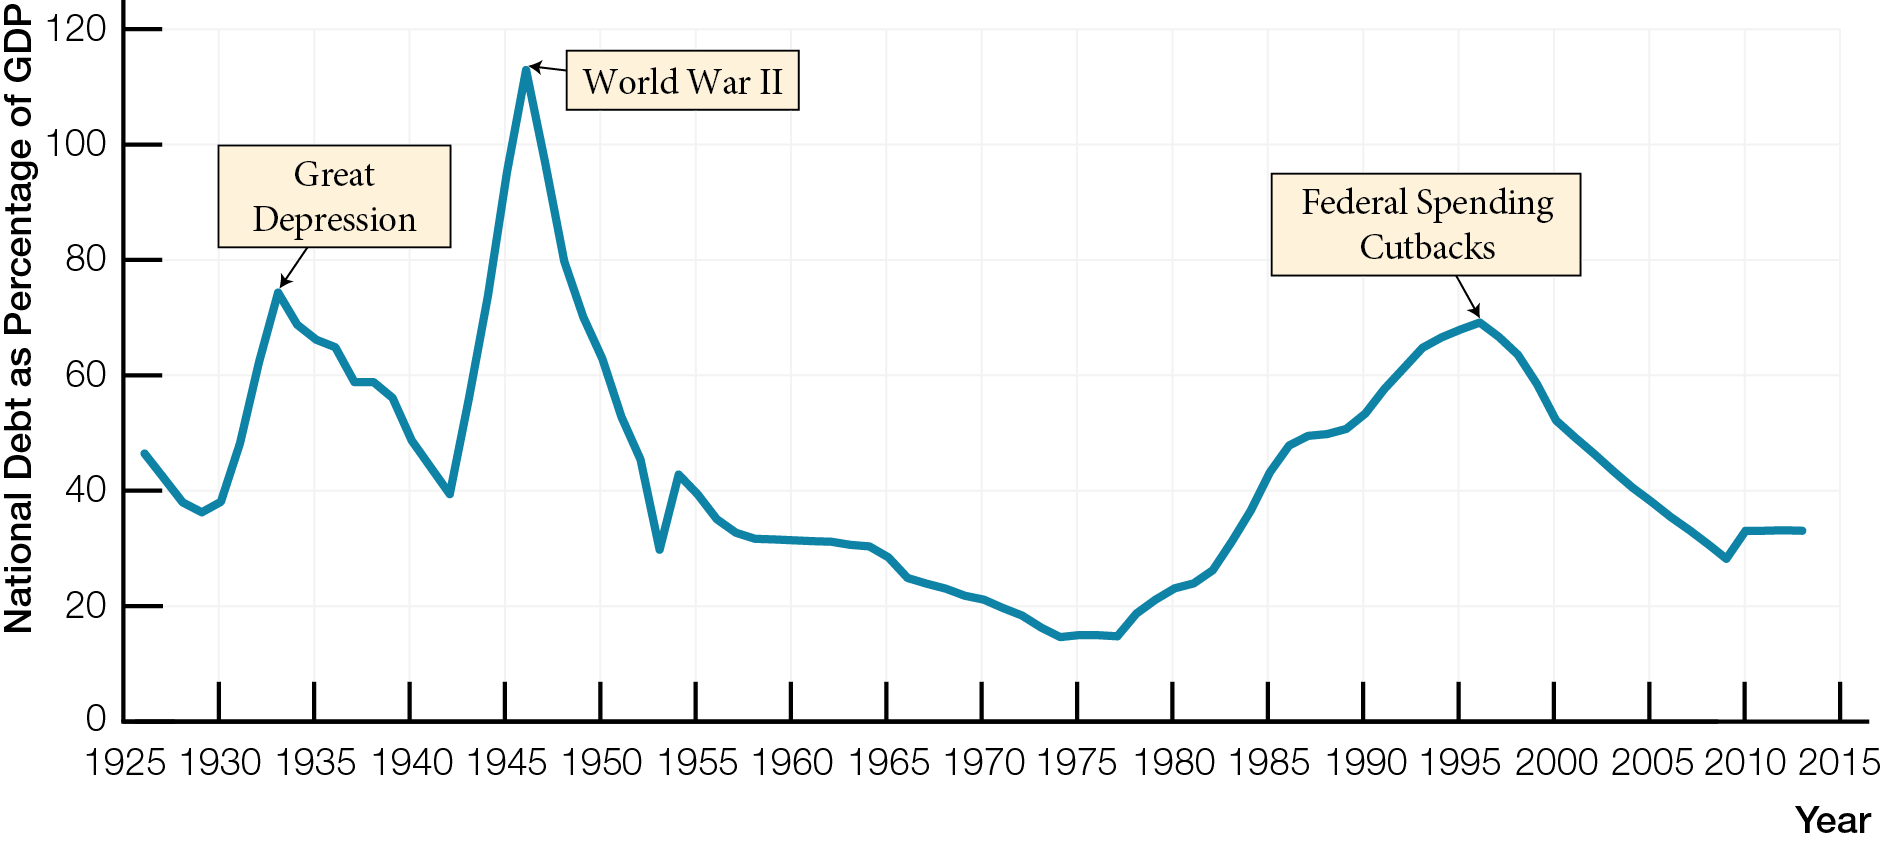 National Debt as Percentage of GDP
120
100
80
60
40
20
0
Great
Depression
World War II
Federal Spending
Cutbacks
1925 1930 1935 1940 1945 1950 1955 1960 1965 1970 1975 1980 1985 1990 1995 2000 2005 2010 2015
Year